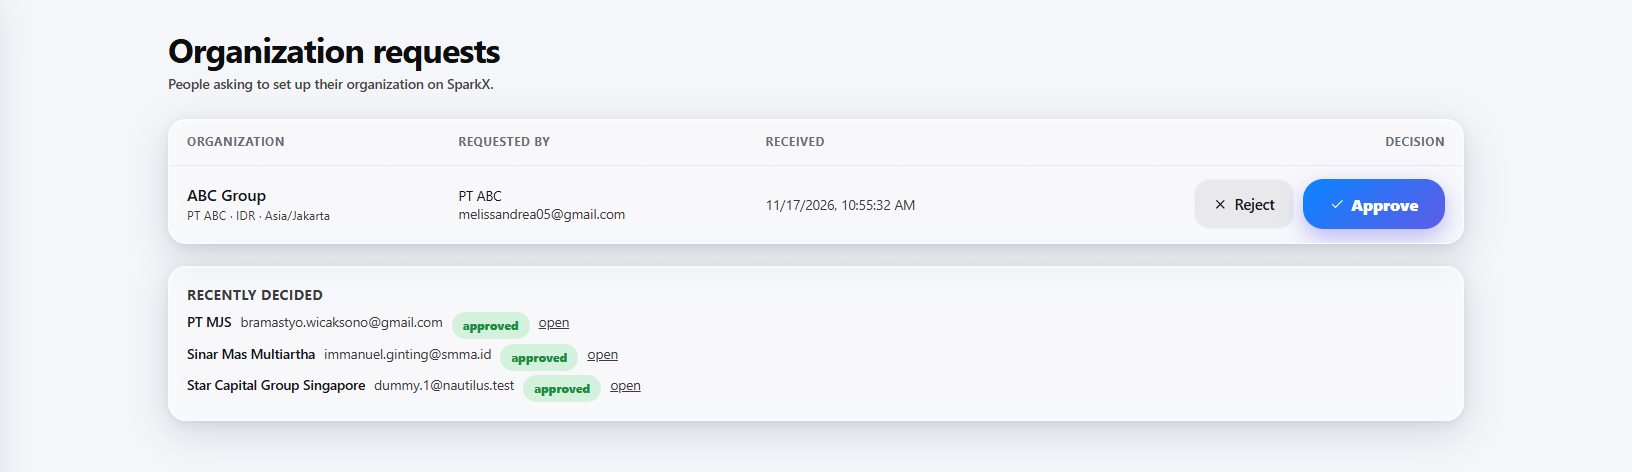 Organization requests
People asking to set up their organization on SparkX.
ORGANIZATION REQUESTED BY RECEIVED DECISION
ABC Group
PT ABC · IDR · Asia/Jakarta
PT ABC
melissandrea05@gmail.com
11/17/2026, 10:55:32 AM
Reject
Approve
RECENTLY DECIDED
PT MJS bramastyo.wicaksono@gmail.com approved open
Sinar Mas Multiartha immanuel.ginting@smma.id approved open
Star Capital Group Singapore dummy.1@nautilus.test approved open